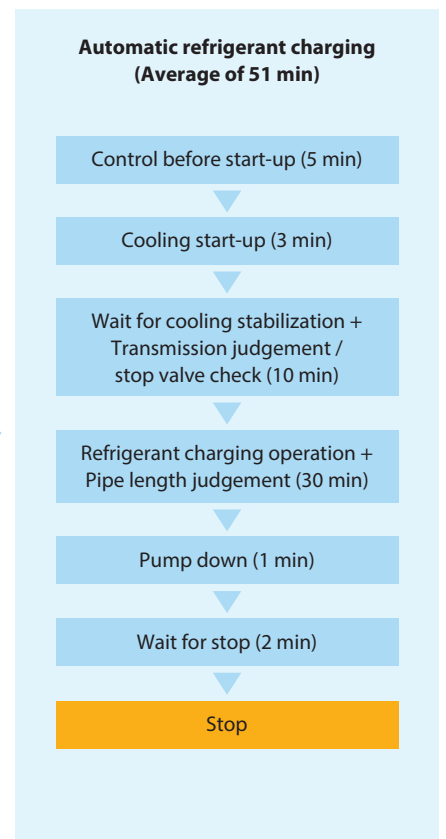 Automatic refrigerant charging
(Average of 51 min)
Control before start-up (5 min)
Cooling start-up (3 min)
Wait for cooling stabilization +
Transmission judgement /
stop valve check (10 min)
Refrigerant charging operation +
Pipe length judgement (30 min)
Pump down (1 min)
Wait for stop (2 min)
Stop